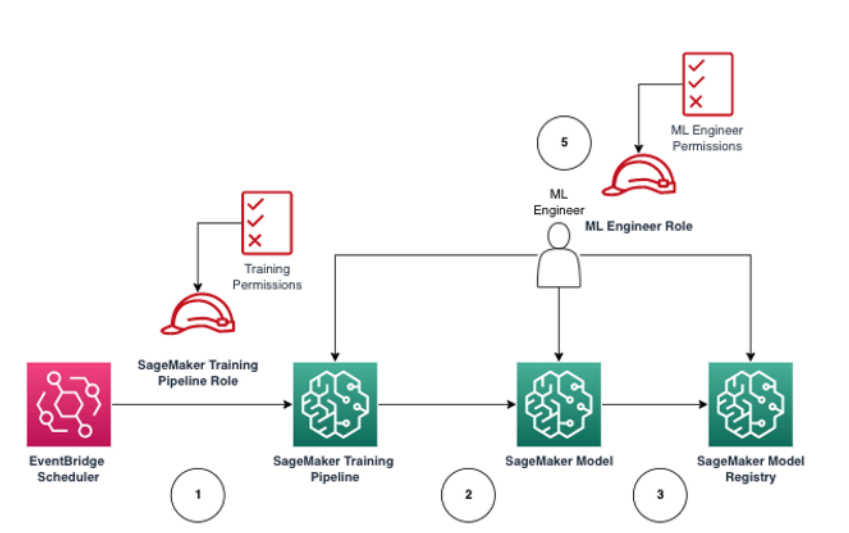 5
ML Engineer
Permissions
ML
Engineer
ML Engineer Role
Training
Permissions
SageMaker Training
Pipeline Role
EventBridge
Scheduler
SageMaker Training
Pipeline
SageMaker Model
SageMaker Model
Registry
1
2
3